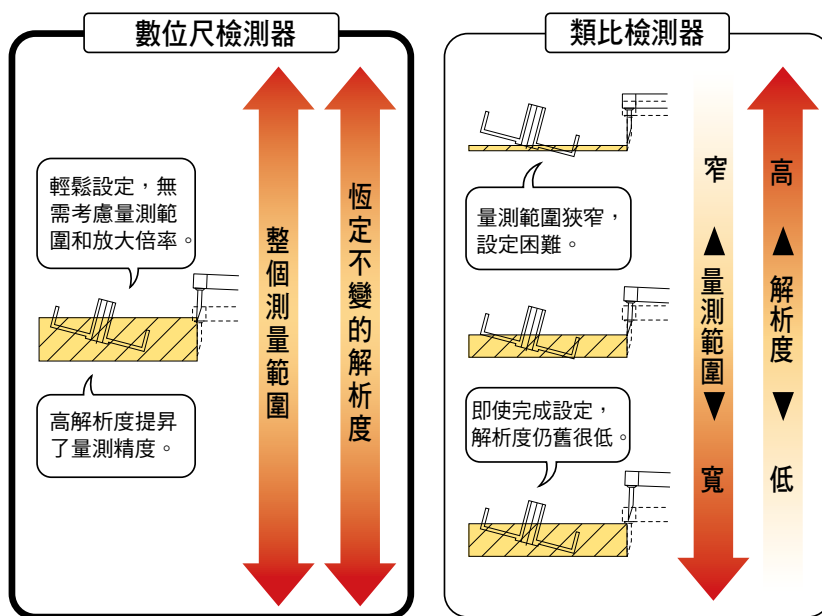 數位尺檢測器
輕鬆設定，無
需考慮量測範
圍和放大倍率。
高解析度提昇
了量測精度。
整個測量範圍
恆定不變的解析度
類比檢測器
量測範圍狹窄，
設定困難。
即使完成設定，
解析度仍舊很低。
窄
▲
量測範圍
▼
寬
高
▲
解析度
▼
低